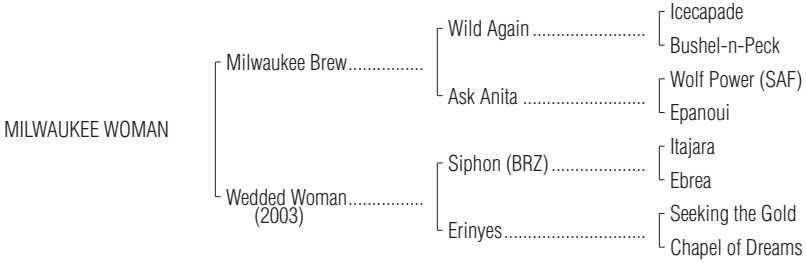 Icecapade
Wild Again
Bushel-n-Peck
Milwaukee Brew
Wolf Power (SAF)
Ask Anita
Epanoui
MILWAUKEE WOMAN
Itajara
Siphon (BRZ)
Ebrea
Wedded Woman
(2003)
Seeking the Gold
Erinyes
Chapel of Dreams